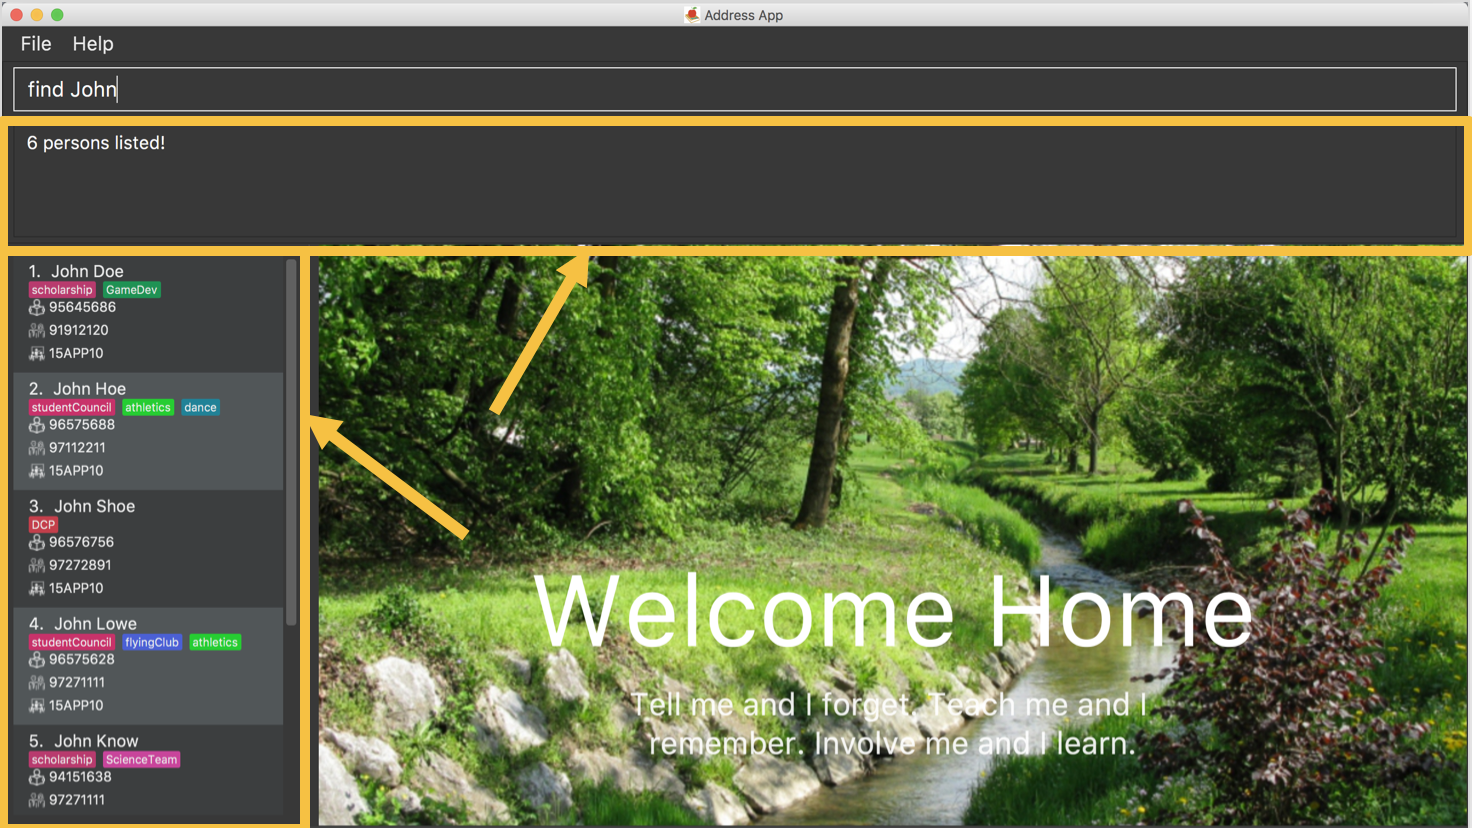 Address App
File Help
find John
6 persons listed!
1. John Doe
scholarship GameDev
95645686
91912120
15APP10
2. John Hoe
studentCouncil athletics dance
96575688
97112211
15APP10
3. John Shoe
DCP
96576756
97272891
15APP10
4. John Lowe
studentCouncil flyingClub athletics
96575628
97271111
15APP10
5. John Know
scholarship ScienceTeam
94151638
97271111
Welcome Home
Tell me and I forget. Teach me and I
remember. Involve me and I learn.